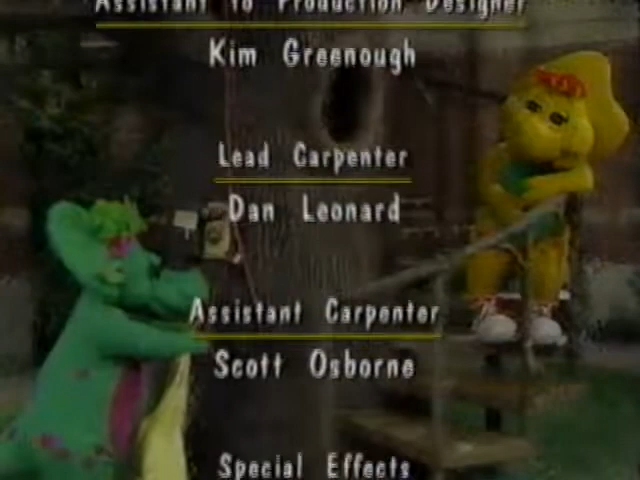 Assistant to Production Designer
Kim Greenough
Lead Carpenter
Dan Leonard
Assistant Carpenter
Scott Osborne
Special Effects